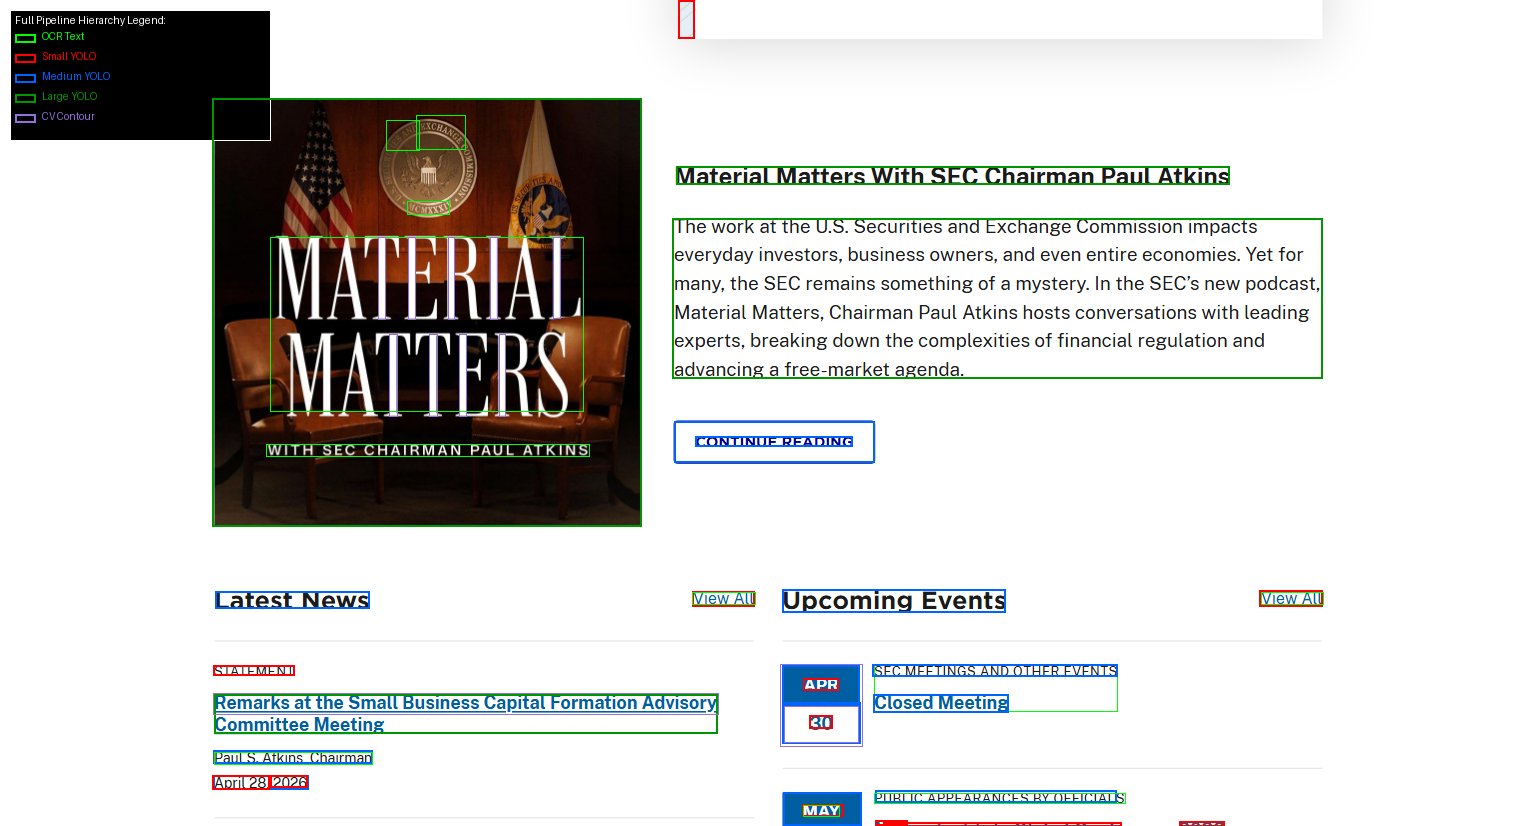 Full Pipeline Hierarchy Legend:
OCR Text
Small YOLO
Medium YOLO
Large YOLO
CV Contour
MATERIAL
MATTERS
WITH SEC CHAIRMAN PAUL ATKINS
Material Matters With SEC Chairman Paul Atkins
The work at the U.S. Securities and Exchange Commission impacts
everyday investors, business owners, and even entire economies. Yet for
many, the SEC remains something of a mystery. In the SEC’s new podcast,
Material Matters, Chairman Paul Atkins hosts conversations with leading
experts, breaking down the complexities of financial regulation and
advancing a free-market agenda.
CONTINUE READING
Latest News
View All
STATEMENT
Remarks at the Small Business Capital Formation Advisory
Committee Meeting
Paul S. Atkins, Chairman
April 28, 2026
Upcoming Events
View All
APR
30
SEC MEETINGS AND OTHER EVENTS
Closed Meeting
MAY
PUBLIC APPEARANCES BY OFFICIALS